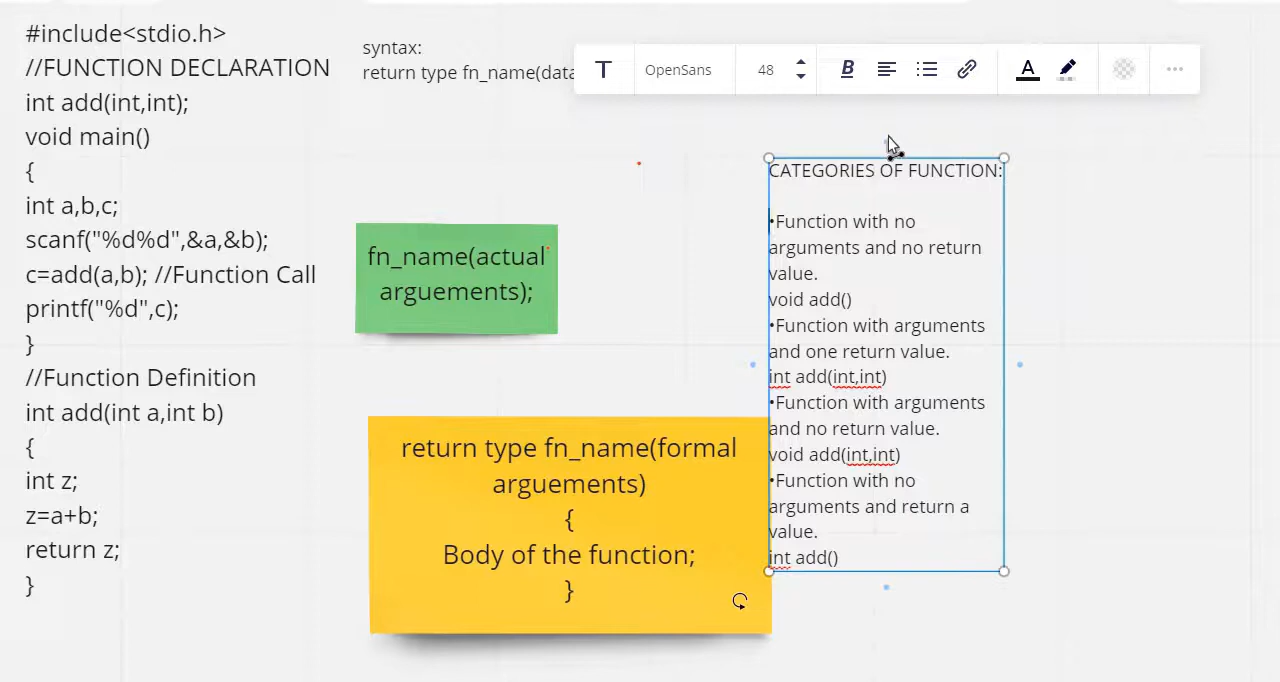 #include<stdio.h>
//FUNCTION DECLARATION
int add(int,int);
void main()
{
int a,b,c;
scanf("%d%d",&a,&b);
c=add(a,b); //Function Call
printf("%d",c);
}
//Function Definition
int add(int a,int b)
{
int z;
z=a+b;
return z;
}
syntax:
return type fn_name(data
T
OpenSans
48
B
A
fn_name(actual
arguements);
return type fn_name(formal
arguements)
{
Body of the function;
}
CATEGORIES OF FUNCTION:
•Function with no
arguments and no return
value.
void add()
•Function with arguments
and one return value.
int add(int,int)
•Function with arguments
and no return value.
void add(int,int)
•Function with no
arguments and return a
value.
int add()